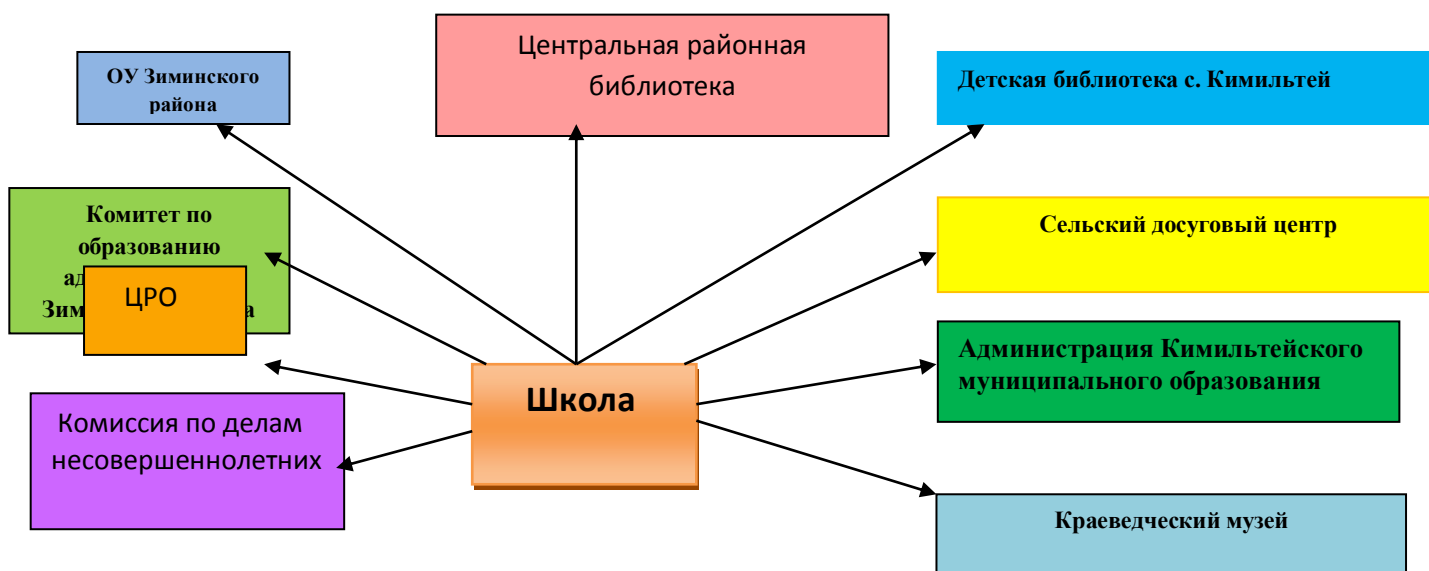 ОУ Зиминского
района
Центральная районная
библиотека
Детская библиотека с. Кимильтей
Комитет по
образованию
ЦРО
Сельский досуговый центр
Администрация Кимильтейского
муниципального образования
Школа
Комиссия по делам
несовершеннолетних
Краеведческий музей